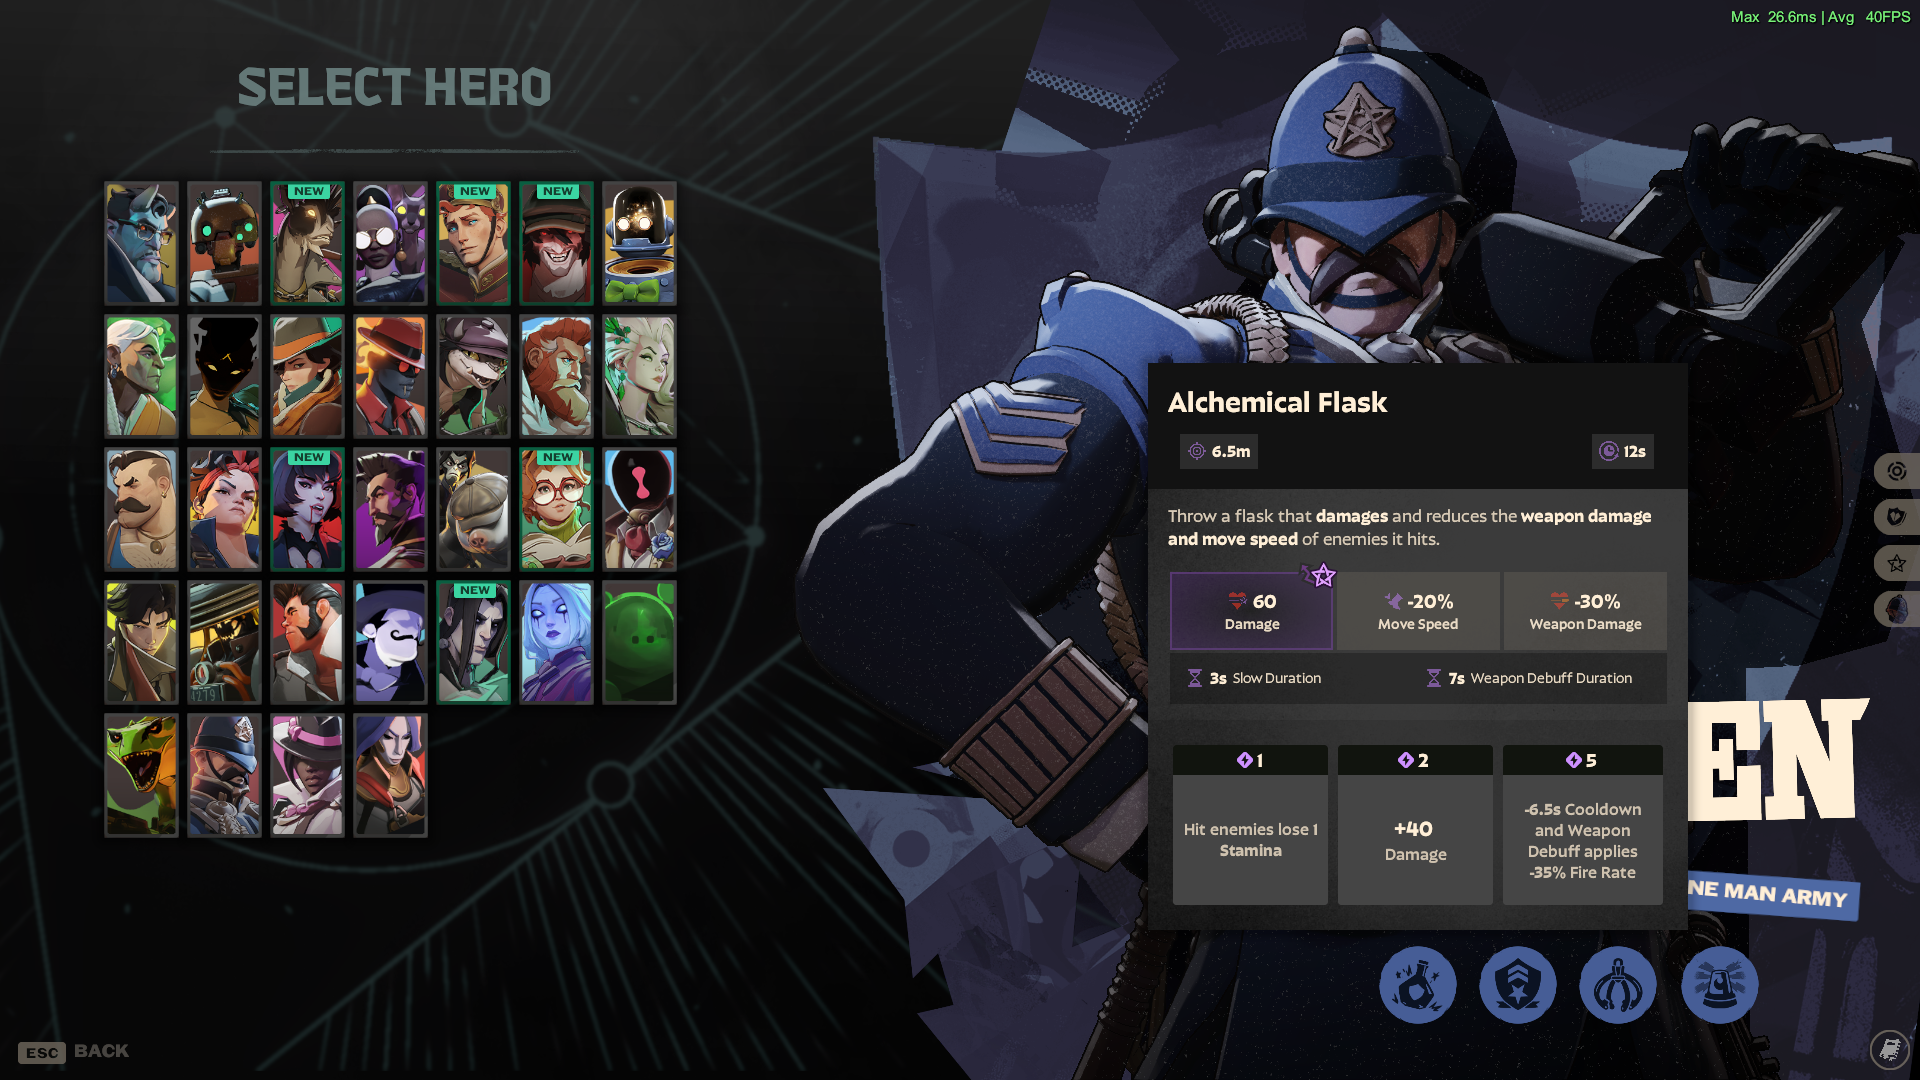 Max 26.6ms | Avg 40FPS
SELECT HERO
NEW
NEW
NEW
NEW
NEW
NEW
1279
Alchemical Flask
6.5m
12s
Throw a flask that damages and reduces the weapon damage
and move speed of enemies it hits.
60
Damage
-20%
Move Speed
-30%
Weapon Damage
3s Slow Duration
7s Weapon Debuff Duration
1
2
5
Hit enemies lose 1
Stamina
+40
Damage
-6.5s Cooldown
and Weapon
Debuff applies
-35% Fire Rate
EN
NE MAN ARMY
ESC BACK